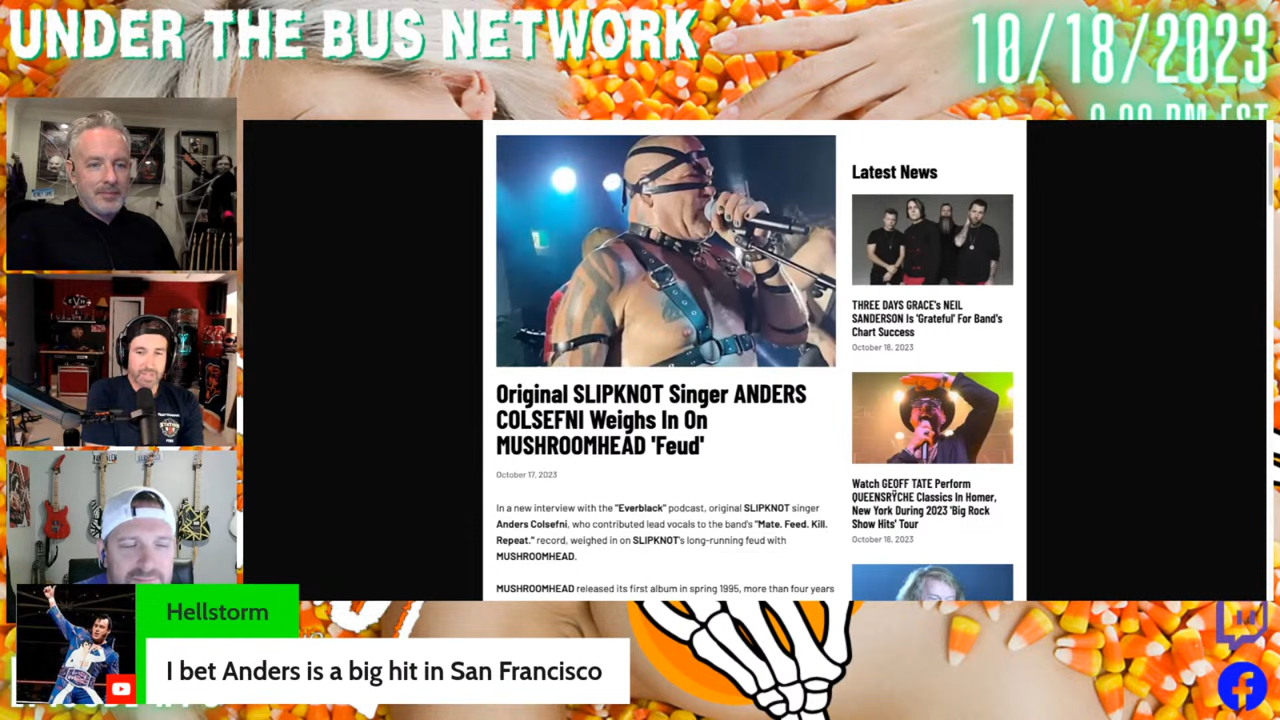 UNDER THE BUS NETWORK
10/18/2023
Latest News
THREE DAYS GRACE's NEIL
SANDERSON Is 'Grateful' For Band's
Chart Success
October 18, 2023
Watch GEOFF TATE Perform
QUEENSRŸCHE Classics In Homer,
New York During 2023 'Big Rock
Show Hits' Tour
October 18, 2023
Original SLIPKNOT Singer ANDERS
COLSEFNI Weighs In On
MUSHROOMHEAD 'Feud'
October 17, 2023
In a new interview with the "Everblack" podcast, original SLIPKNOT singer
Anders Colsefni, who contributed lead vocals to the band's "Mate. Feed. Kill.
Repeat." record, weighed in on SLIPKNOT's long-running feud with
MUSHROOMHEAD.
MUSHROOMHEAD released its first album in spring 1995, more than four years
Hellstorm
I bet Anders is a big hit in San Francisco